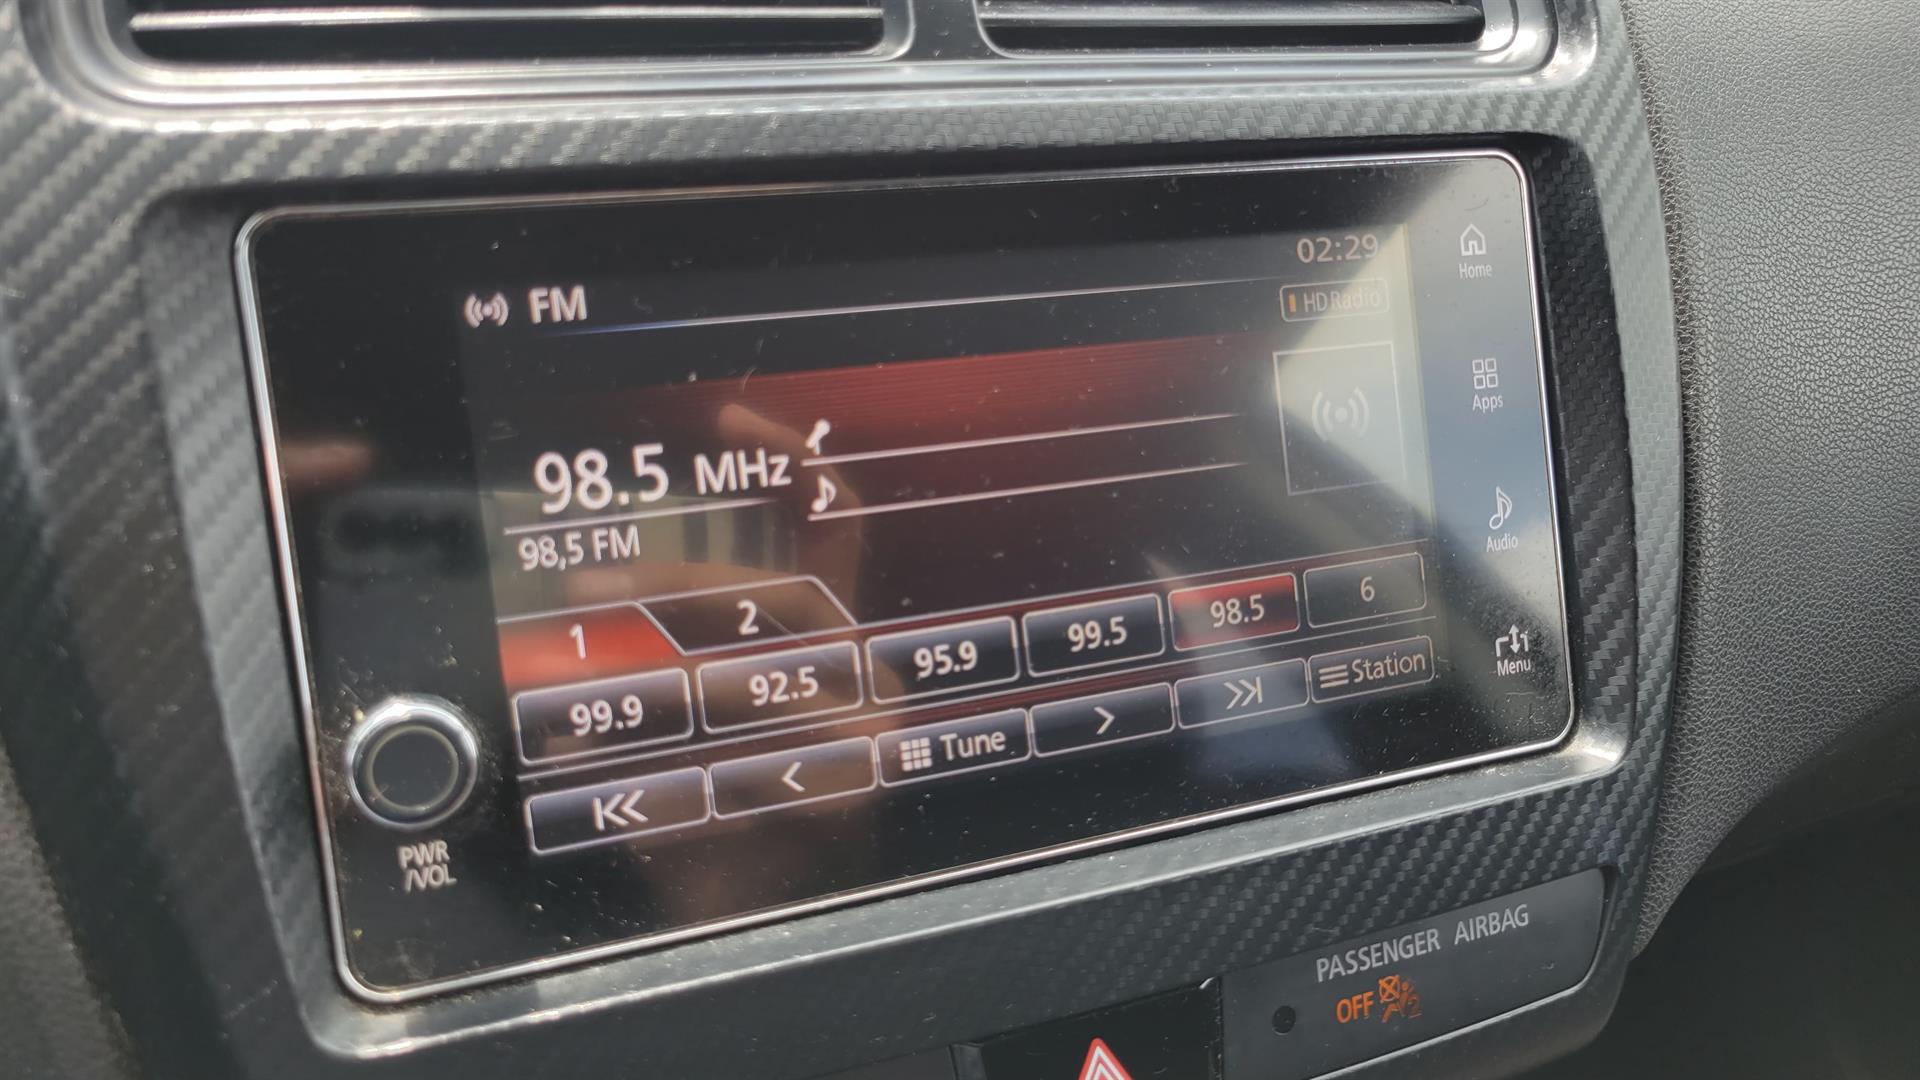 FM
02:29
HD Radio
Home
98.5 MHz
98,5 FM
Apps
Audio
1
2
99.9
92.5
95.9
99.5
98.5
6
Tune
Station
Menu
PWR
/VOL
PASSENGER AIRBAG
OFF
2